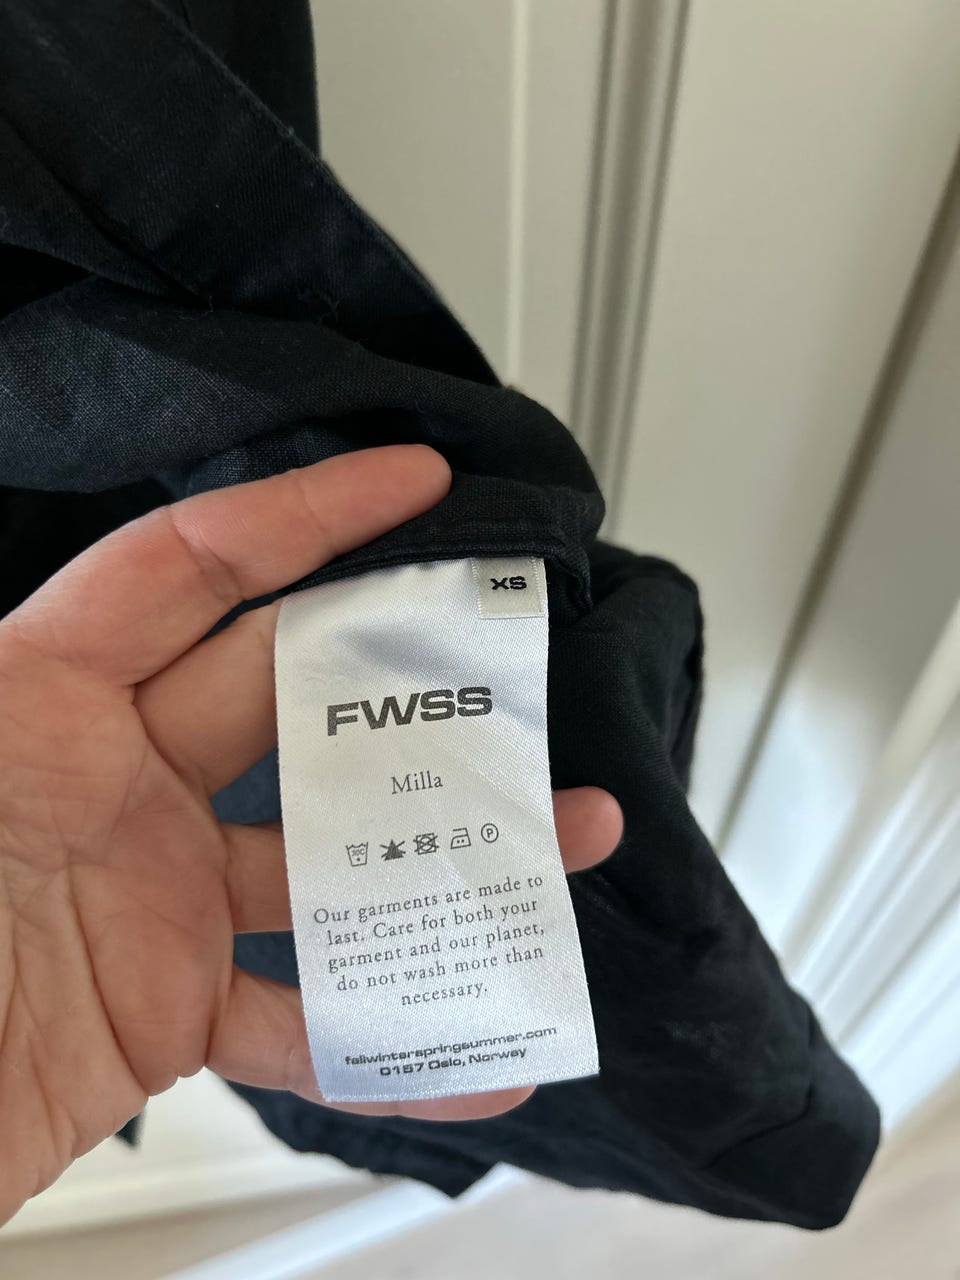 XS
FWSS
Milla
30C P
Our garments are made to
last. Care for both your
garment and our planet,
do not wash more than
necessary.
fallwinterspringsummer.com
0157 Oslo, Norway